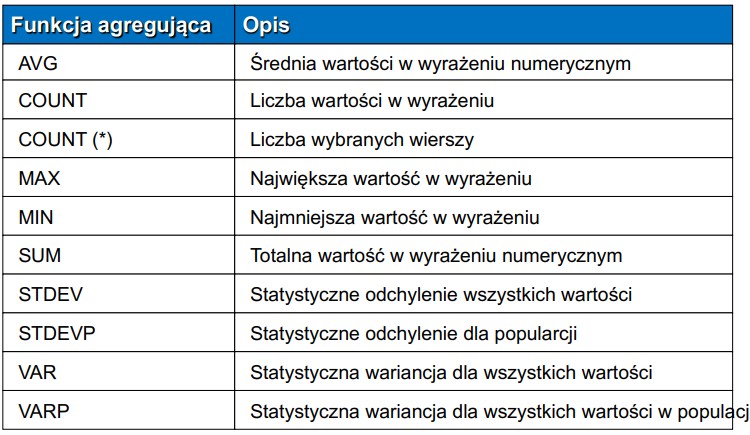 Funkcja agregująca Opis
AVG Średnia wartości w wyrażeniu numerycznym
COUNT Liczba wartości w wyrażeniu
COUNT (*) Liczba wybranych wierszy
MAX Największa wartość w wyrażeniu
MIN Najmniejsza wartość w wyrażeniu
SUM Totalna wartość w wyrażeniu numerycznym
STDEV Statystyczne odchylenie wszystkich wartości
STDEVP Statystyczne odchylenie dla popularcji
VAR Statystyczna wariancja dla wszystkich wartości
VARP Statystyczna wariancja dla wszystkich wartości w populacj